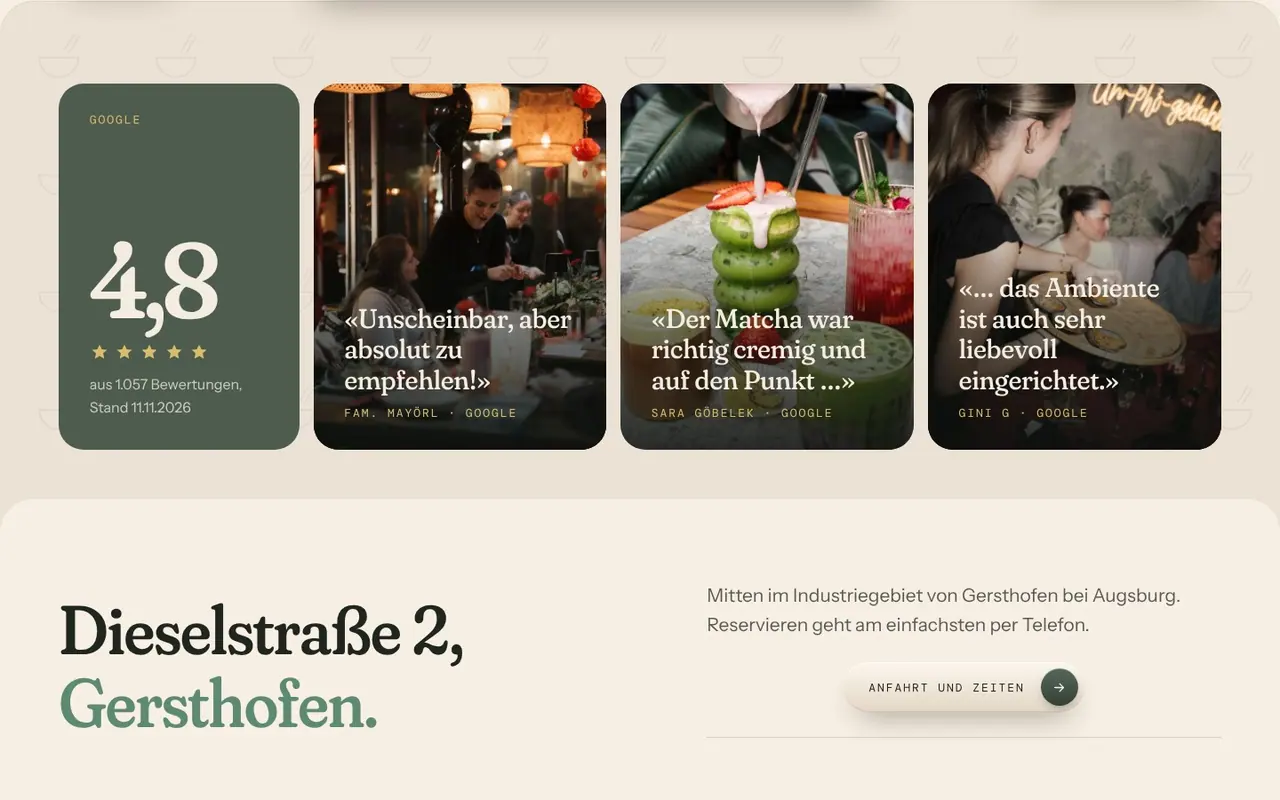 GOOGLE
4,8
aus 1.057 Bewertungen,
Stand 11.11.2026
«Unscheinbar, aber
absolut zu
empfehlen!»
FAM. MAYÖRL · GOOGLE
«Der Matcha war
richtig cremig und
auf den Punkt ...»
SARA GÖBELEK · GOOGLE
Un-phở-gettable
«... das Ambiente
ist auch sehr
liebevoll
eingerichtet.»
GINI G · GOOGLE
Dieselstraße 2,
Gersthofen.
Mitten im Industriegebiet von Gersthofen bei Augsburg.
Reservieren geht am einfachsten per Telefon.
ANFAHRT UND ZEITEN